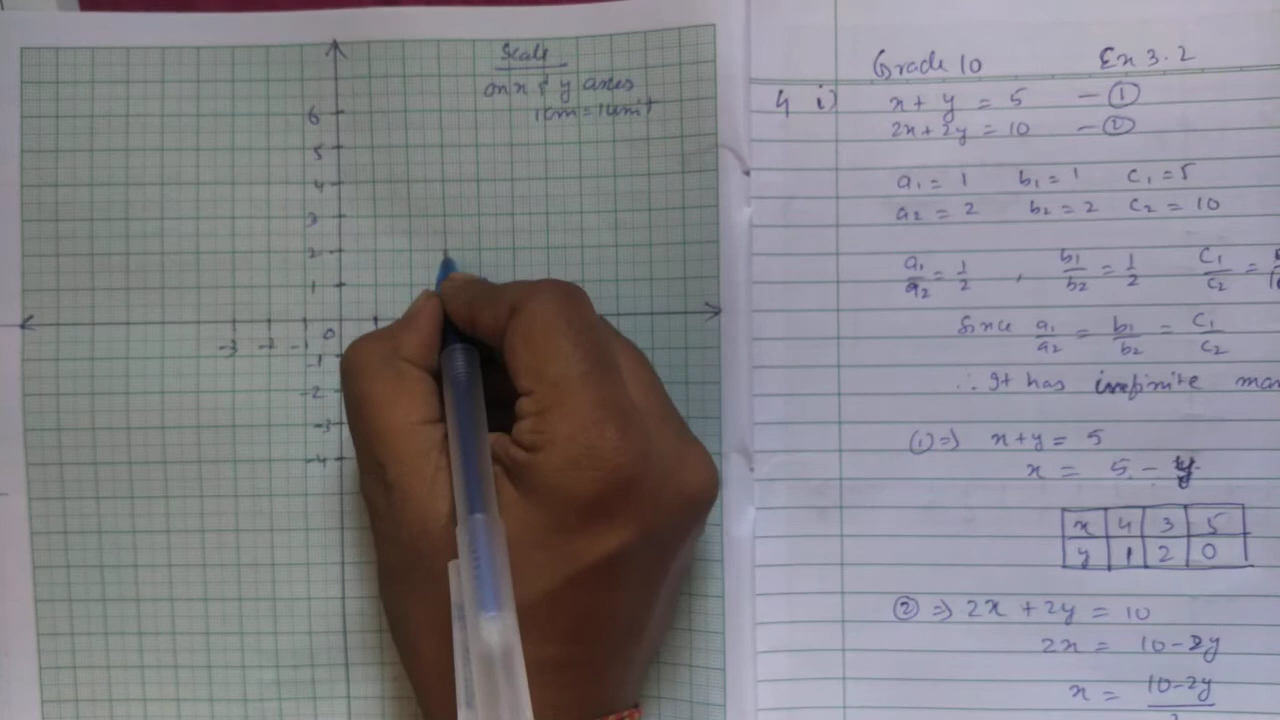 Scale
on x & y axes
1cm = 1unit
6
5
4
3
2
1
-3 -2 -1 0
-1
-2
-3
-4
Grade 10 Ex 3.2
4 i) x + y = 5 — ①
2x + 2y = 10 — ②
a₁ = 1 b₁ = 1 c₁ = 5
a₂ = 2 b₂ = 2 c₂ = 10
a₁/a₂ = 1/2 , b₁/b₂ = 1/2 c₁/c₂ =
Since a₁/a₂ = b₁/b₂ = c₁/c₂
∴ It has innfinite
① ⇒ x + y = 5
x = 5 - y
x 4 3 5
y 1 2 0
② ⇒ 2x + 2y = 10
2x = 10 - 2y
x = 10-2y